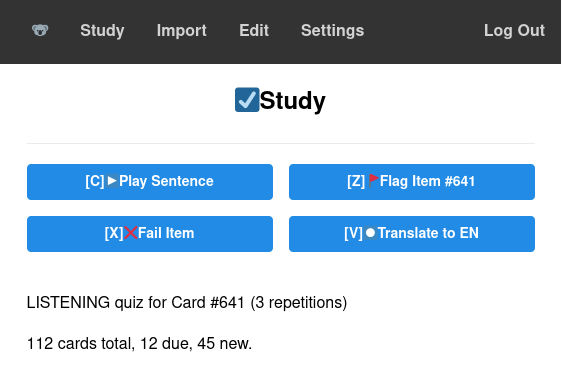 Study Import Edit Settings Log Out
Study
[C] Play Sentence [Z] Flag Item #641
[X] Fail Item [V] Translate to EN
LISTENING quiz for Card #641 (3 repetitions)
112 cards total, 12 due, 45 new.